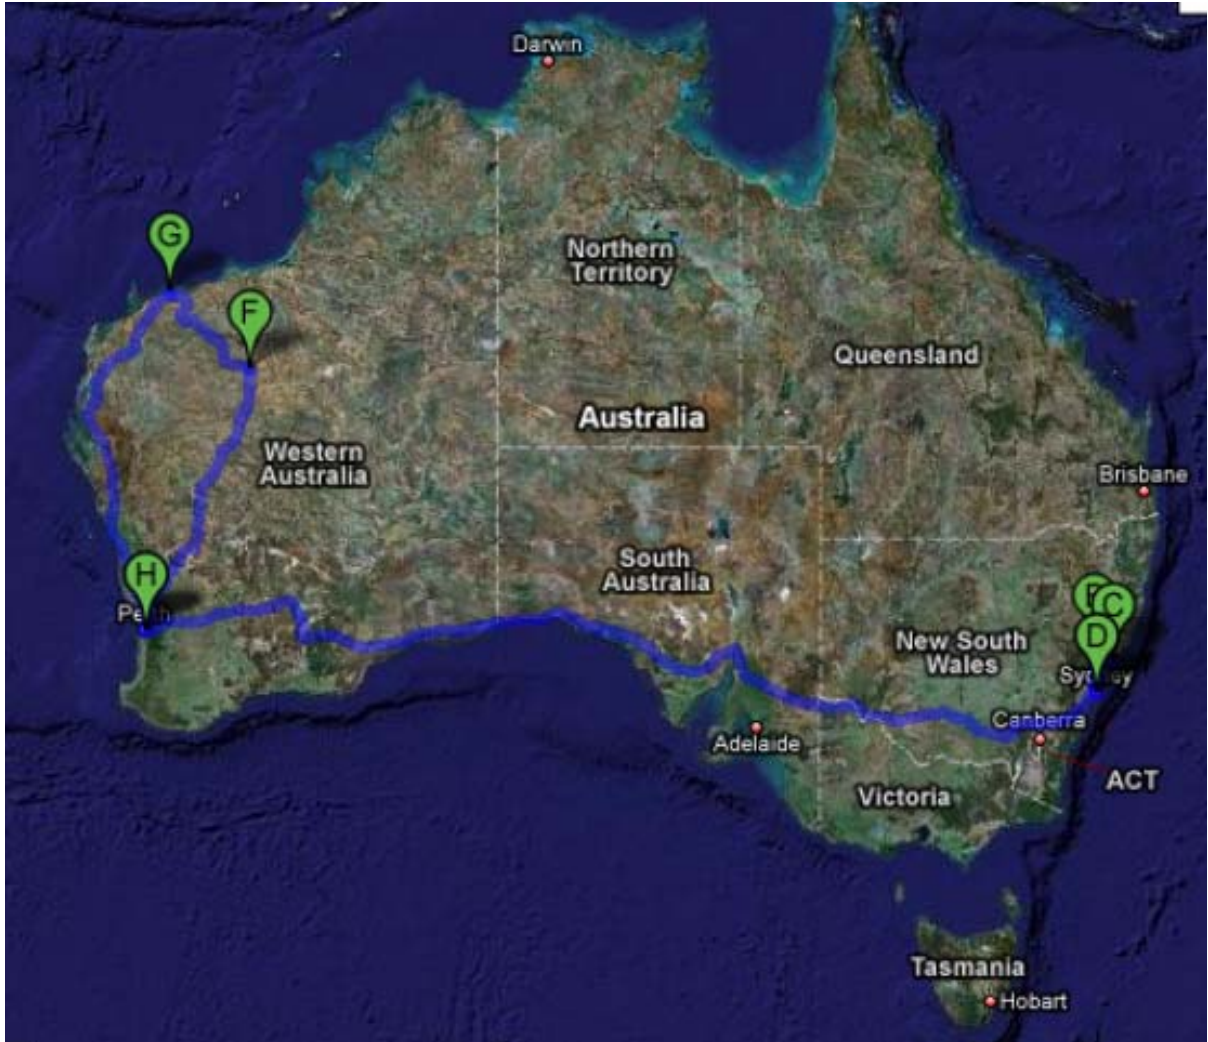 Darwin
G
Northern
Territory
F
Queensland
Australia
Western
Australia
Brisbane
South
Australia
H
C
D
New South
Wales
Sydney
Canberra
Adelaide
ACT
Victoria
Tasmania
Hobart